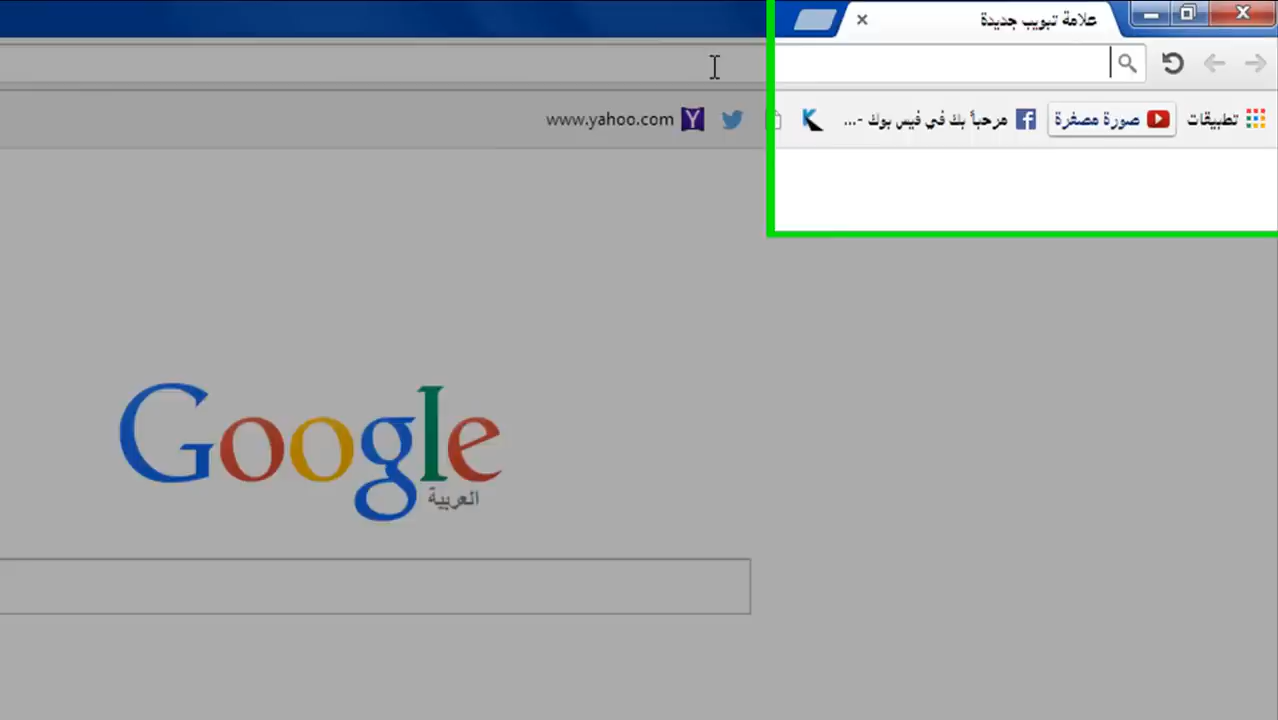 علامة تبويب جديدة
تطبيقات
صورة مصغرة
مرحباً بك في فيس بوك -...
www.yahoo.com
Google
العربية